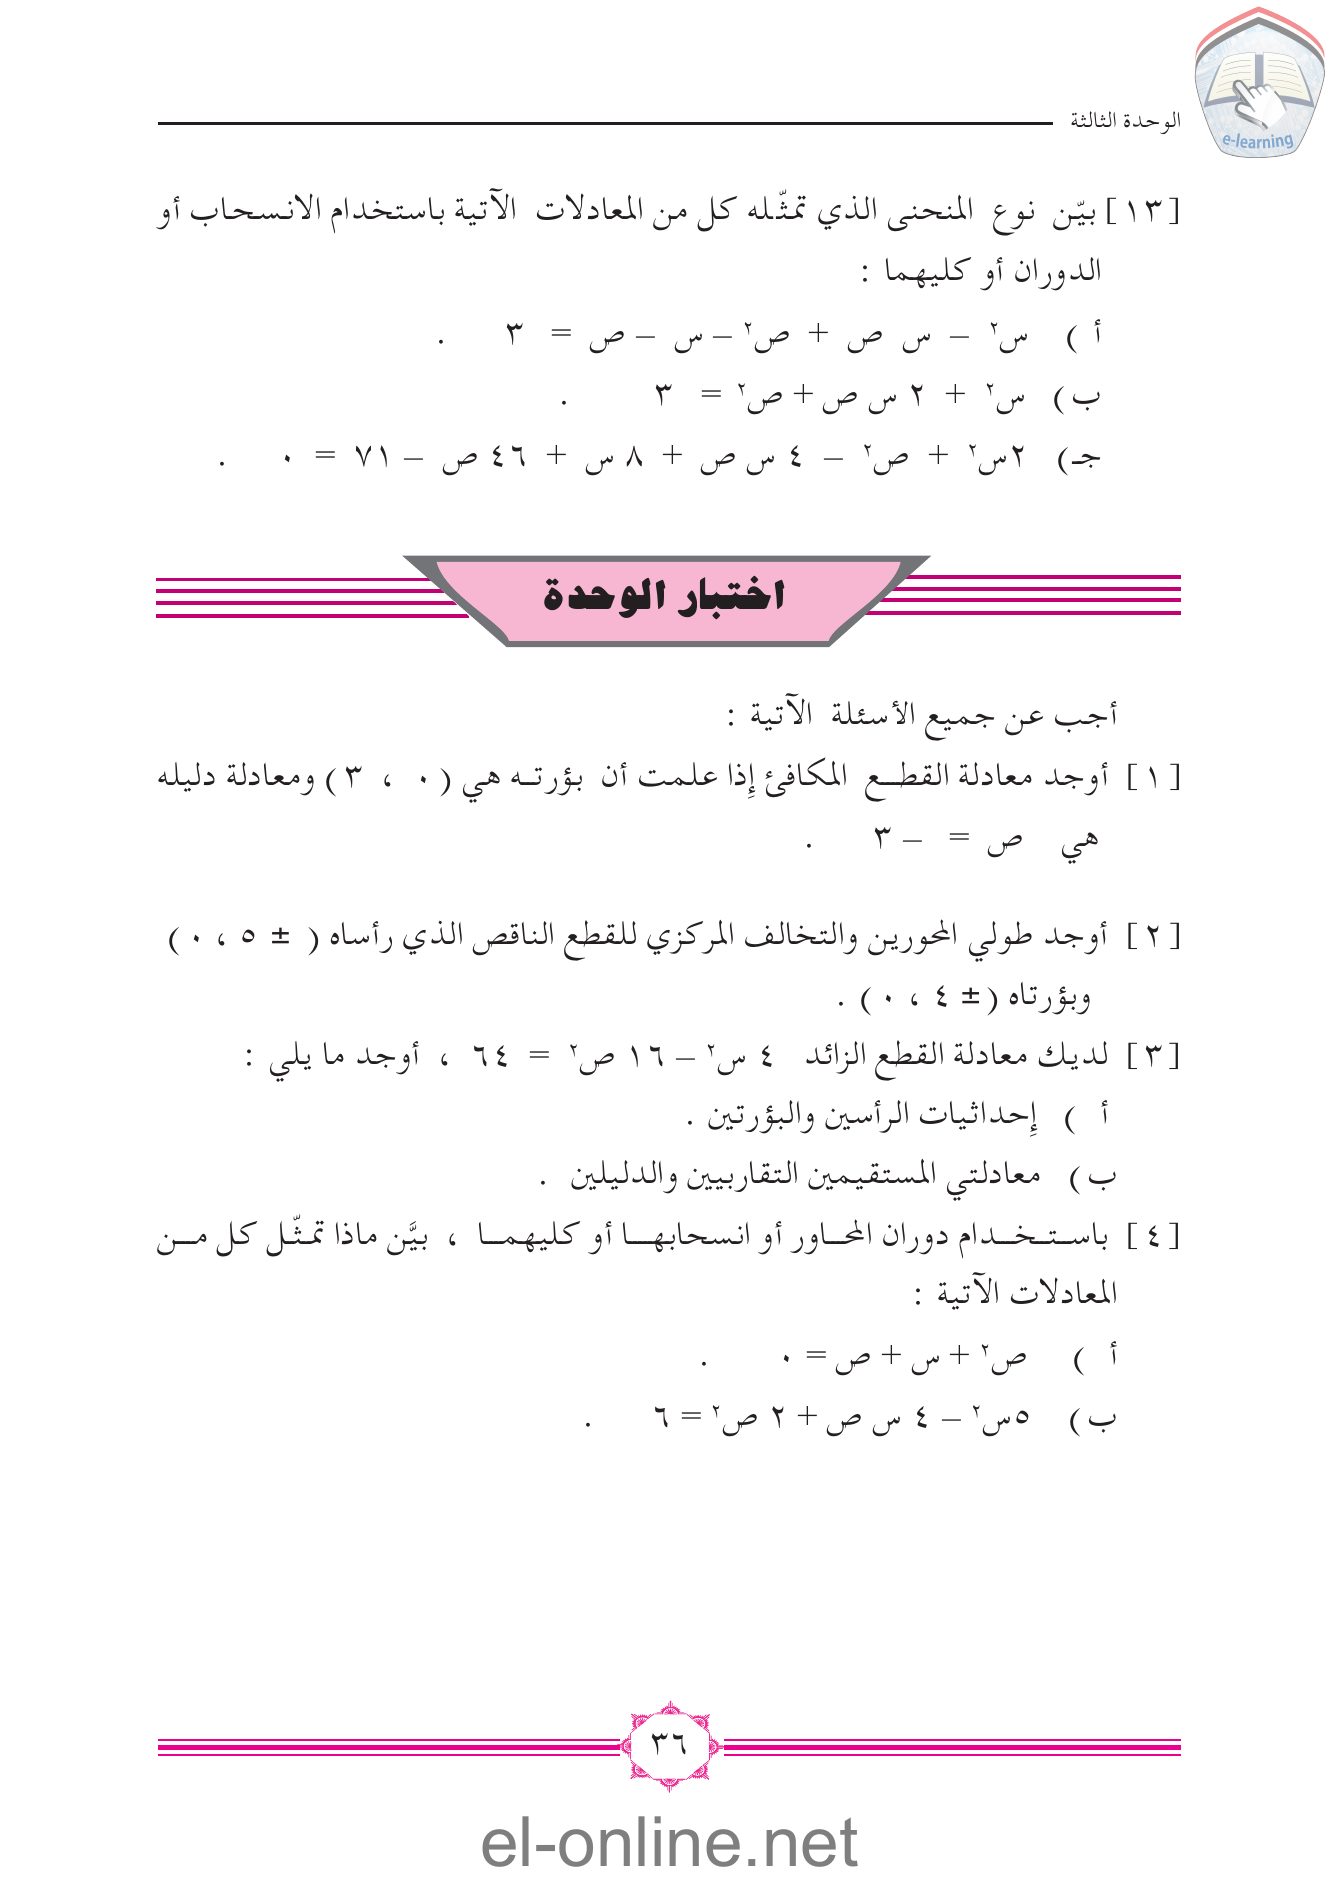 e-learning
الوحدة الثالثة
[١٣] بيّن نوع المنحنى الذي تمثّله كل من المعادلات الآتية باستخدام الانسحاب أو
الدوران أو كليهما :
أ ) س٢ – س ص + ص٢ – س – ص = ٣ .
ب) س٢ + ٢ س ص + ص٢ = ٣ .
جـ) ٢س٢ + ص٢ – ٤ س ص + ٨ س + ٤٦ ص – ٧١ = ٠ .
اختبار الوحدة
أجب عن جميع الأسئلة الآتية :
[١] أوجد معادلة القطع المكافئ إذا علمت أن بؤرته هي (٠ ، ٣) ومعادلة دليله
هي ص = – ٣ .
[٢] أوجد طولي المحورين والتخالف المركزي للقطع الناقص الذي رأساه ( ± ٥ ، ٠ )
وبؤرتاه (± ٤ ، ٠ ) .
[٣] لديك معادلة القطع الزائد ٤ س٢ – ١٦ ص٢ = ٦٤ ، أوجد ما يلي :
أ ) إحداثيات الرأسين والبؤرتين .
ب) معادلتي المستقيمين التقاربيين والدليلين .
[٤] باستخدام دوران المحاور أو انسحابها أو كليهما ، بيَّن ماذا تمثّل كل من
المعادلات الآتية :
أ ) ص٢ + س + ص = ٠ .
ب) ٥س٢ – ٤ س ص + ٢ ص٢ = ٦ .
٣٦
el-online.net